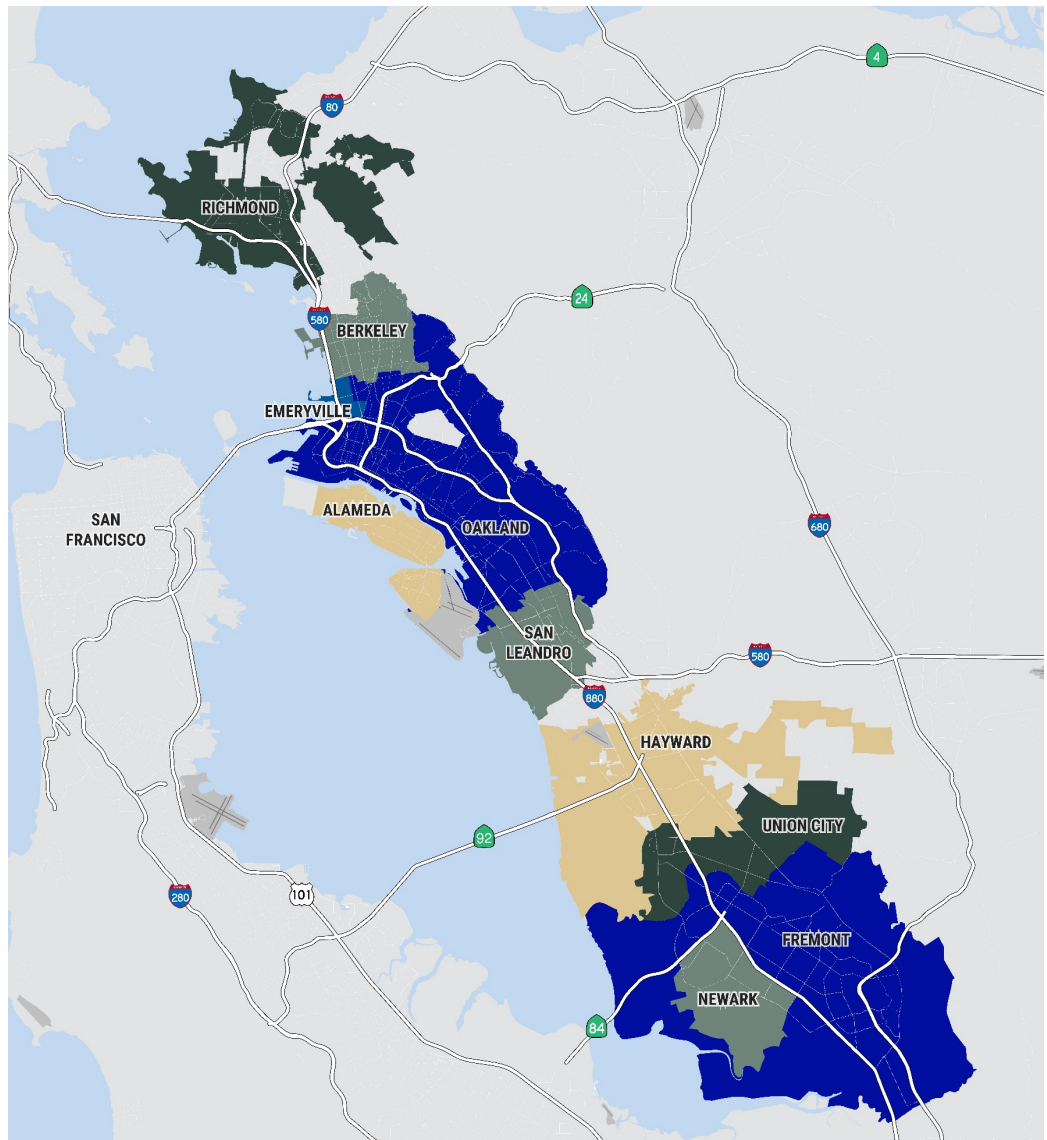 4
80
RICHMOND
24
580
BERKELEY
EMERYVILLE
ALAMEDA
SAN
FRANCISCO
OAKLAND
680
SAN
LEANDRO
580
880
HAYWARD
UNION CITY
92
280
101
FREMONT
NEWARK
84